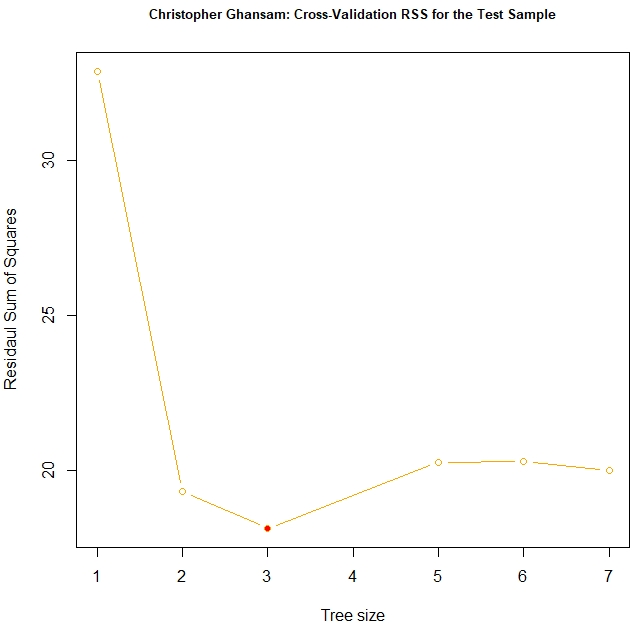 Christopher Ghansam: Cross-Validation RSS for the Test Sample
Residaul Sum of Squares
30
25
20
1 2 3 4 5 6 7
Tree size